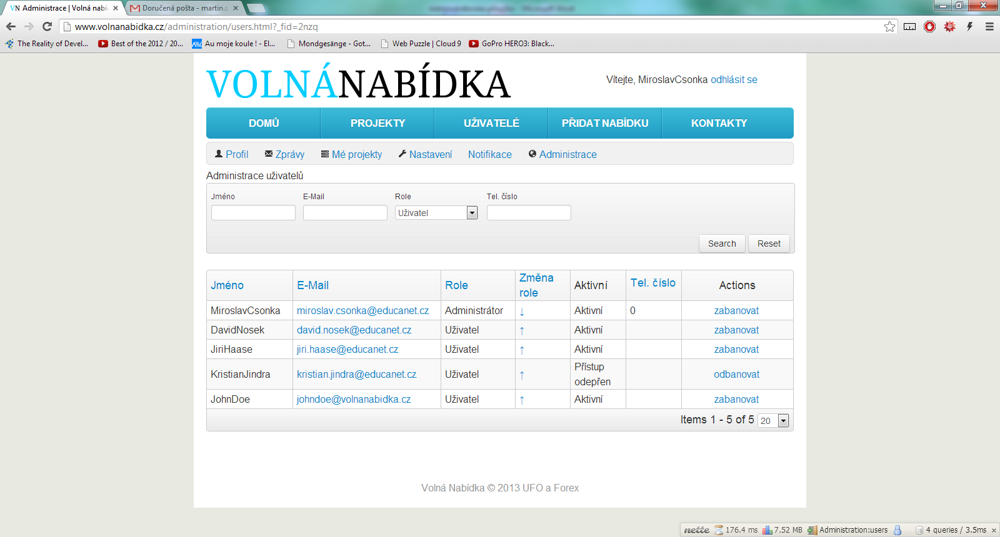 VN Administrace | Volná nabí
Doručená pošta - martin.s
www.volnanabidka.cz/administration/users.html?_fid=2nzq
The Reality of Devel...
Best of the 2012 / 20...
Au moje koule ! - El...
Mondgesänge - Got...
Web Puzzle | Cloud 9
GoPro HERO3: Black...
VOLNÁNABÍDKA
Vítejte, MiroslavCsonka odhlásit se
DOMŮ PROJEKTY UŽIVATELÉ PŘIDAT NABÍDKU KONTAKTY
Profil Zprávy Mé projekty Nastavení Notifikace Administrace
Administrace uživatelů
Jméno E-Mail Role Tel. číslo
Uživatel
Search Reset
Jméno E-Mail Role Změna role Aktivní Tel. číslo Actions
MiroslavCsonka miroslav.csonka@educanet.cz Administrátor ↓ Aktivní 0 zabanovat
DavidNosek david.nosek@educanet.cz Uživatel ↑ Aktivní zabanovat
JiriHaase jiri.haase@educanet.cz Uživatel ↑ Aktivní zabanovat
KristianJindra kristian.jindra@educanet.cz Uživatel ↑ Přístup odepřen odbanovat
JohnDoe johndoe@volnanabidka.cz Uživatel ↑ Aktivní zabanovat
Items 1 - 5 of 5 20
Volná Nabídka © 2013 UFO a Forex
nette 176.4 ms 7.52 MB Administration:users 4 queries / 3.5ms ×